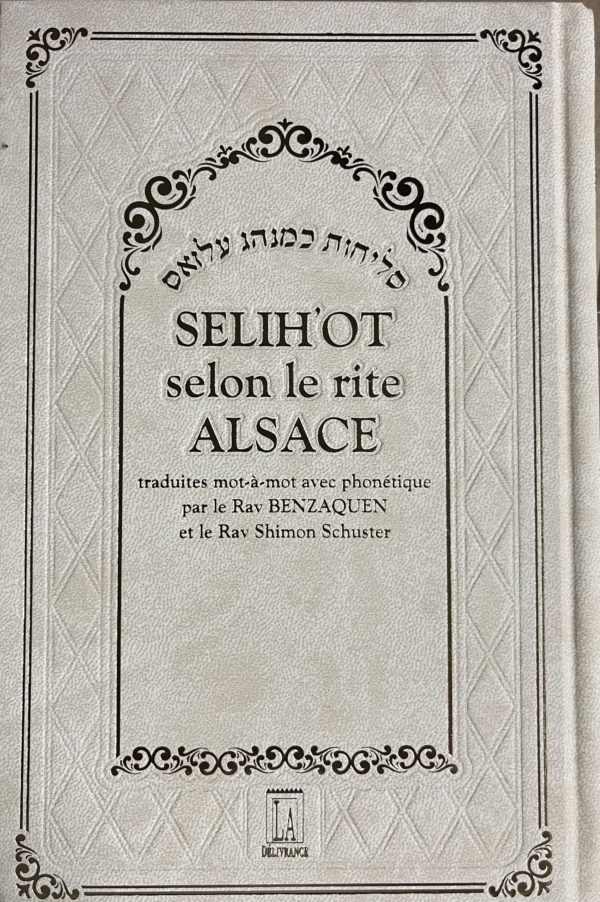 סליחות כמנהג עלזאס
SELIH'OT
selon le rite
ALSACE
traduites mot-à-mot avec phonétique
par le Rav BENZAQUEN
et le Rav Shimon Schuster
LA
DÉLIVRANCE